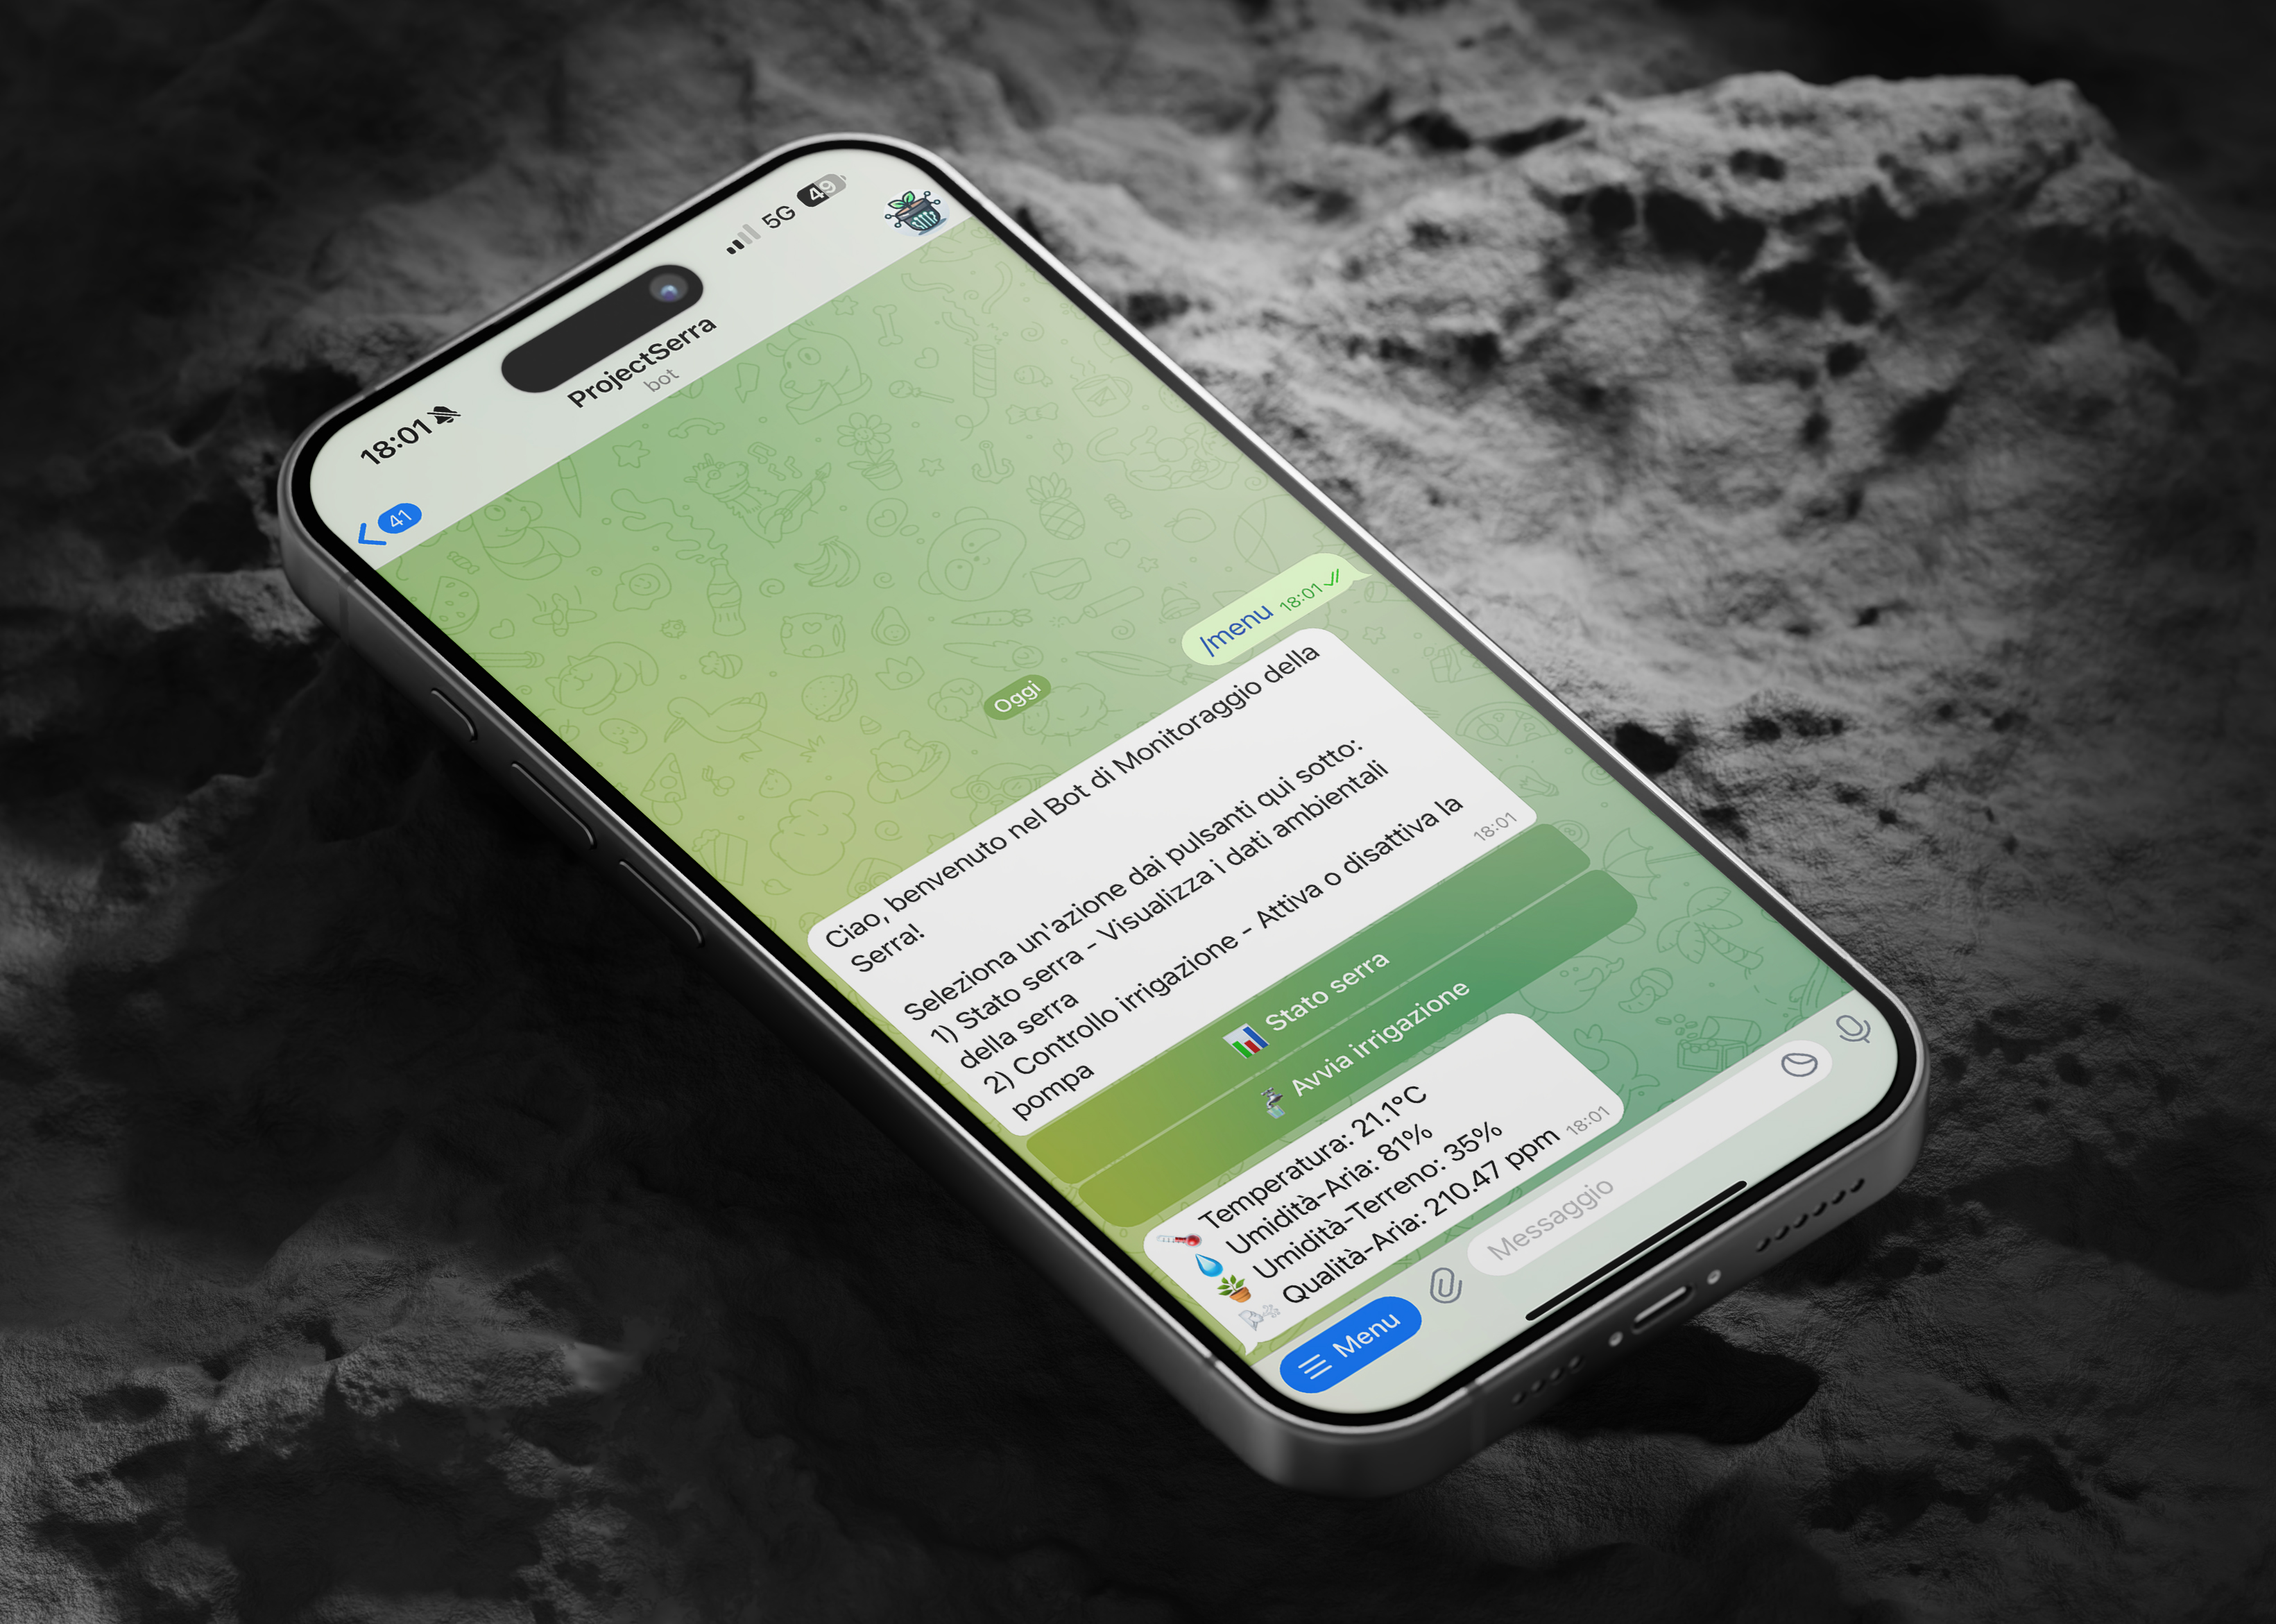 18:01
5G
49
41
ProjectSerra
bot
/menu 18:01
Oggi
Ciao, benvenuto nel Bot di Monitoraggio della
Serra!
Seleziona un'azione dai pulsanti qui sotto:
1) Stato serra - Visualizza i dati ambientali
della serra
2) Controllo irrigazione - Attiva o disattiva la
pompa
18:01
Stato serra
Avvia irrigazione
Temperatura: 21.1°C
Umidità-Aria: 81%
Umidità-Terreno: 35%
Qualità-Aria: 210.47 ppm 18:01
Menu
Messaggio